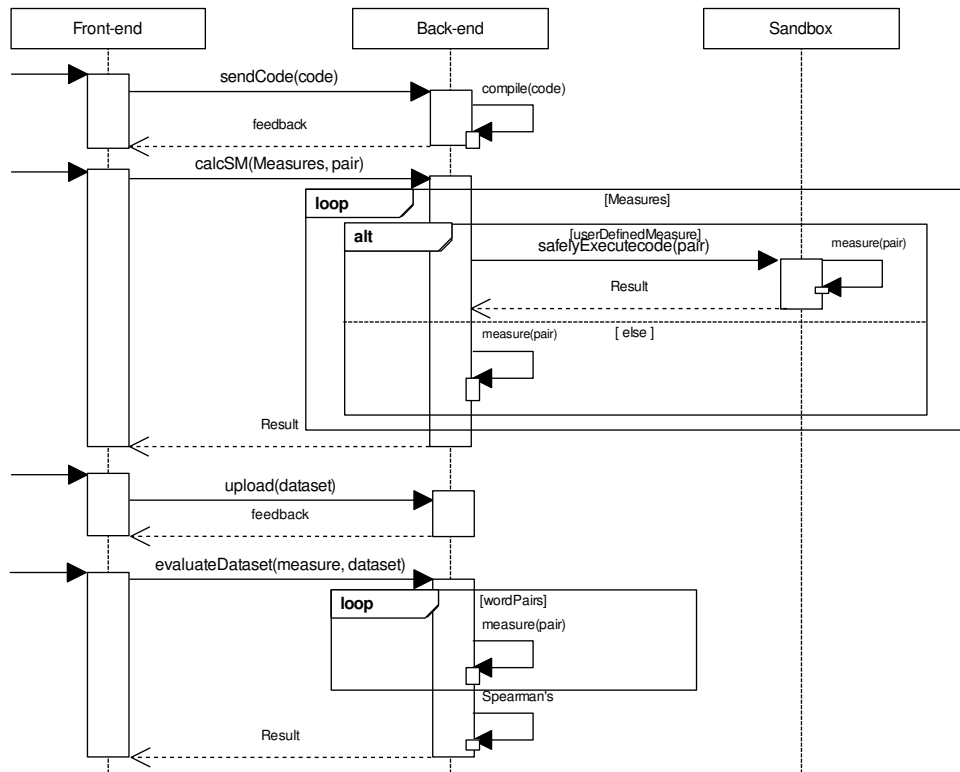 Front-end
Back-end
Sandbox
sendCode(code)
compile(code)
feedback
calcSM(Measures, pair)
loop
[Measures]
alt
[userDefinedMeasure]
safelyExecutecode(pair)
measure(pair)
Result
[ else ]
measure(pair)
Result
upload(dataset)
feedback
evaluateDataset(measure, dataset)
loop
[wordPairs]
measure(pair)
Spearman's
Result